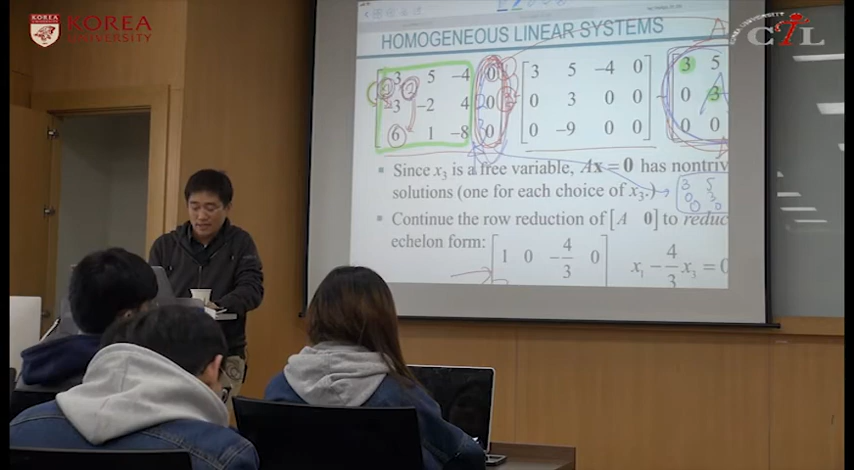 KOREA
UNIVERSITY
KOREA UNIVERSITY
CTL
HOMOGENEOUS LINEAR SYSTEMS
3 5 −4 0 3 5 −4 0 3 5
3 −2 4 0 0 3 0 0 0 3
6 1 −8 0 0 −9 0 0 0 0
▪ Since x₃ is a free variable, Ax = 0 has nontriv
solutions (one for each choice of x₃.)
▪ Continue the row reduction of [A 0] to reduc
echelon form:
1 0 −4/3 0 x₁ − 4/3 x₃ = 0